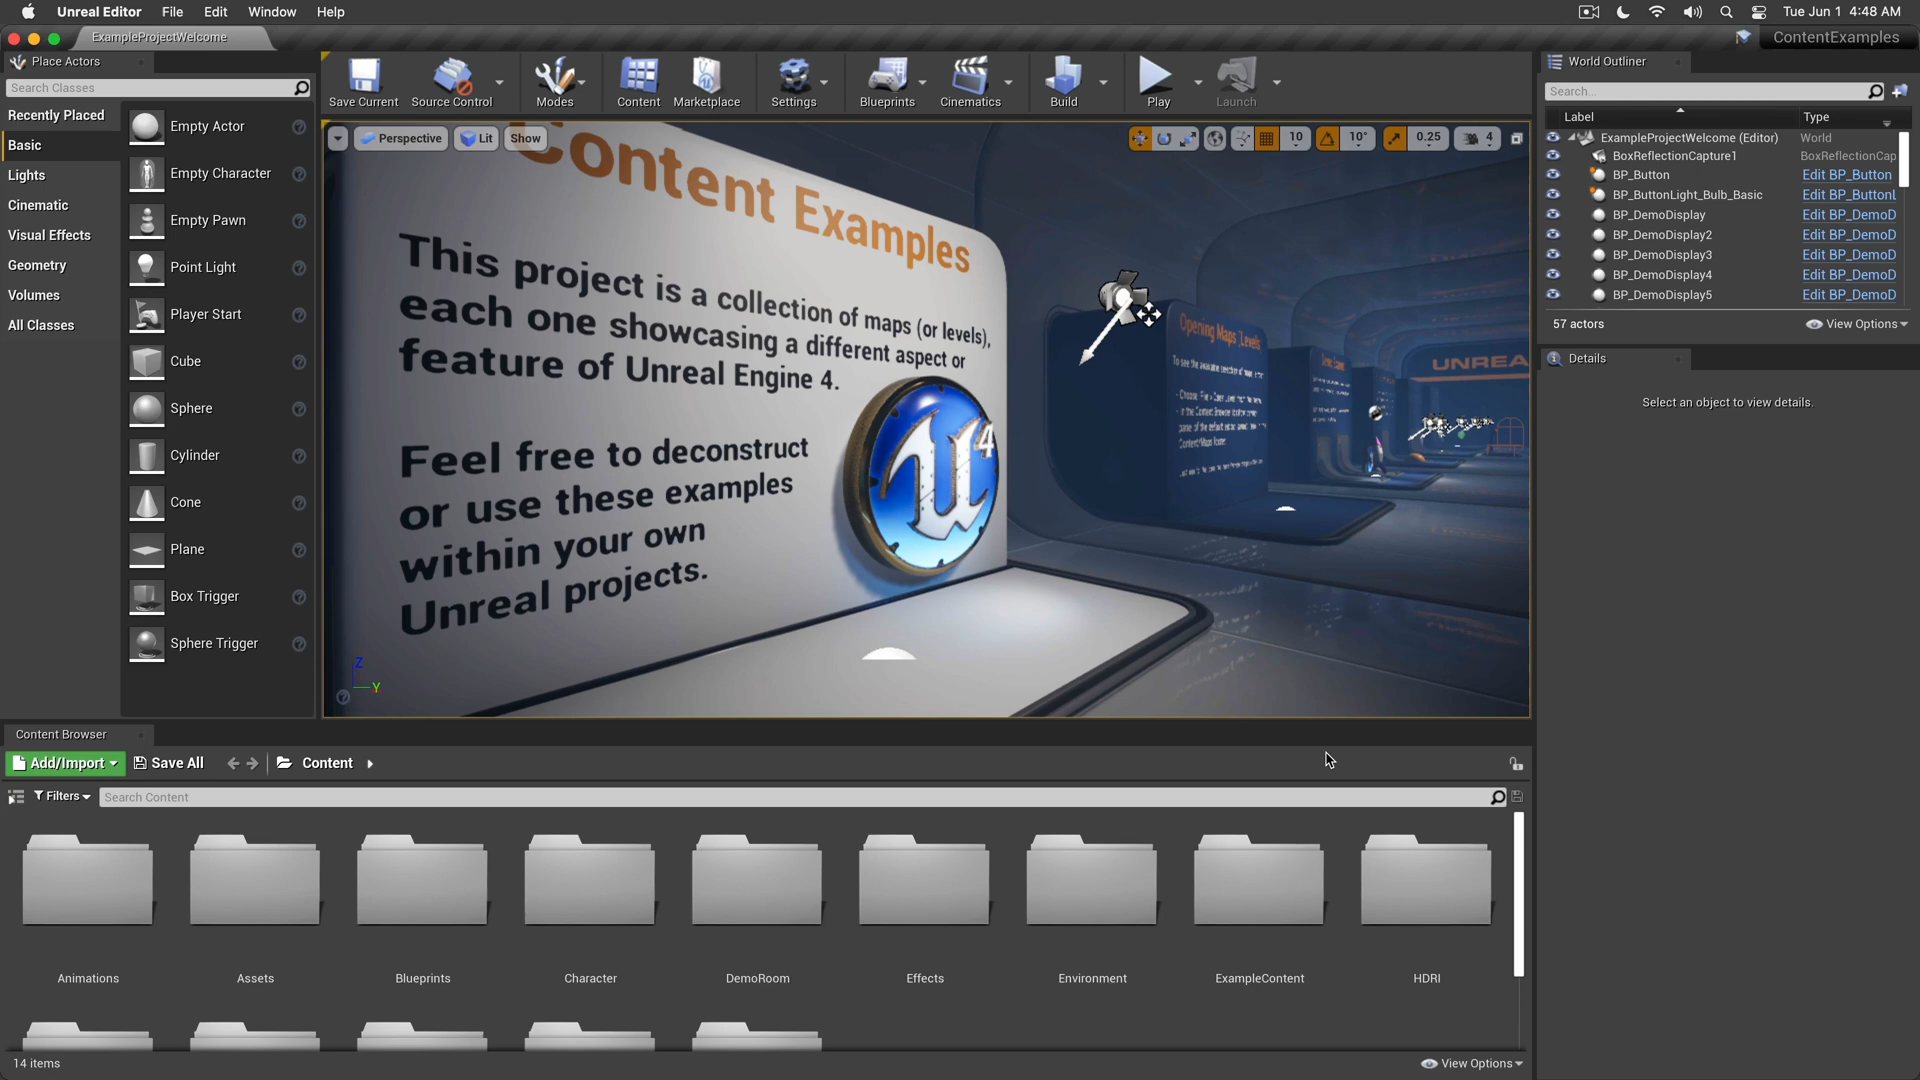 Unreal Editor File Edit Window Help
Tue Jun 1 4:48 AM
ExampleProjectWelcome
ContentExamples
Place Actors
Search Classes
Recently Placed
Basic
Lights
Cinematic
Visual Effects
Geometry
Volumes
All Classes
Empty Actor
Empty Character
Empty Pawn
Point Light
Player Start
Cube
Sphere
Cylinder
Cone
Plane
Box Trigger
Sphere Trigger
Save Current
Source Control
Modes
Content
Marketplace
Settings
Blueprints
Cinematics
Build
Play
Launch
Perspective
Lit
Show
10
10°
0.25
4
Content Examples
This project is a collection of maps (or levels),
each one showcasing a different aspect or
feature of Unreal Engine 4.
Feel free to deconstruct
or use these examples
within your own
Unreal projects.
4
Opening Maps | Levels
UNREA
Z
Y
World Outliner
Search...
Label Type
ExampleProjectWelcome (Editor) World
BoxReflectionCapture1 BoxReflectionCap
BP_Button Edit BP_Button
BP_ButtonLight_Bulb_Basic Edit BP_ButtonL
BP_DemoDisplay Edit BP_DemoD
BP_DemoDisplay2 Edit BP_DemoD
BP_DemoDisplay3 Edit BP_DemoD
BP_DemoDisplay4 Edit BP_DemoD
BP_DemoDisplay5 Edit BP_DemoD
57 actors
View Options
Details
Select an object to view details.
Content Browser
Add/Import
Save All
Content
Filters
Search Content
Animations
Assets
Blueprints
Character
DemoRoom
Effects
Environment
ExampleContent
HDRI
14 items
View Options